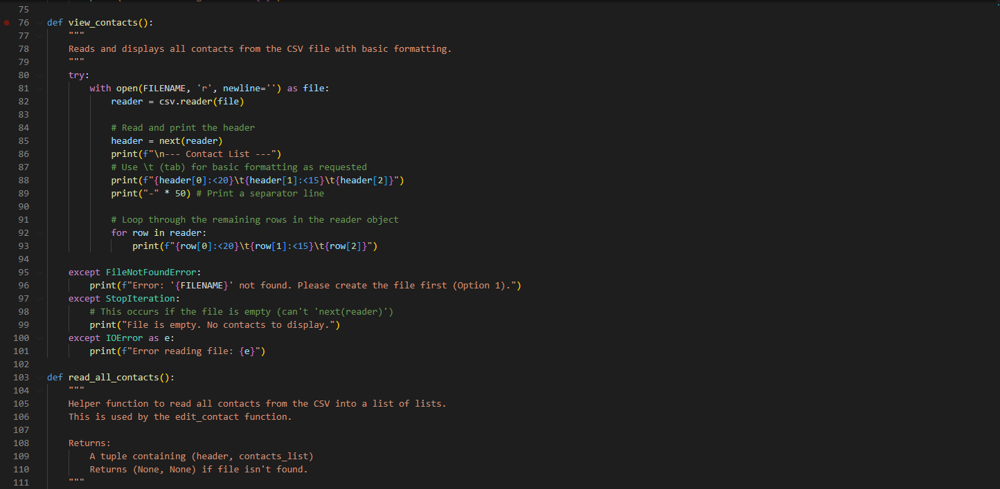 75
76 def view_contacts():
77     """
78     Reads and displays all contacts from the CSV file with basic formatting.
79     """
80     try:
81         with open(FILENAME, 'r', newline='') as file:
82             reader = csv.reader(file)
83
84             # Read and print the header
85             header = next(reader)
86             print(f"\n--- Contact List ---")
87             # Use \t (tab) for basic formatting as requested
88             print(f"{header[0]:<20}\t{header[1]:<15}\t{header[2]}")
89             print("-" * 50) # Print a separator line
90
91             # Loop through the remaining rows in the reader object
92             for row in reader:
93                 print(f"{row[0]:<20}\t{row[1]:<15}\t{row[2]}")
94
95     except FileNotFoundError:
96         print(f"Error: '{FILENAME}' not found. Please create the file first (Option 1).")
97     except StopIteration:
98         # This occurs if the file is empty (can't 'next(reader)')
99         print("File is empty. No contacts to display.")
100     except IOError as e:
101         print(f"Error reading file: {e}")
102
103 def read_all_contacts():
104     """
105     Helper function to read all contacts from the CSV into a list of lists.
106     This is used by the edit_contact function.
107
108     Returns:
109         A tuple containing (header, contacts_list)
110         Returns (None, None) if file isn't found.
111     """